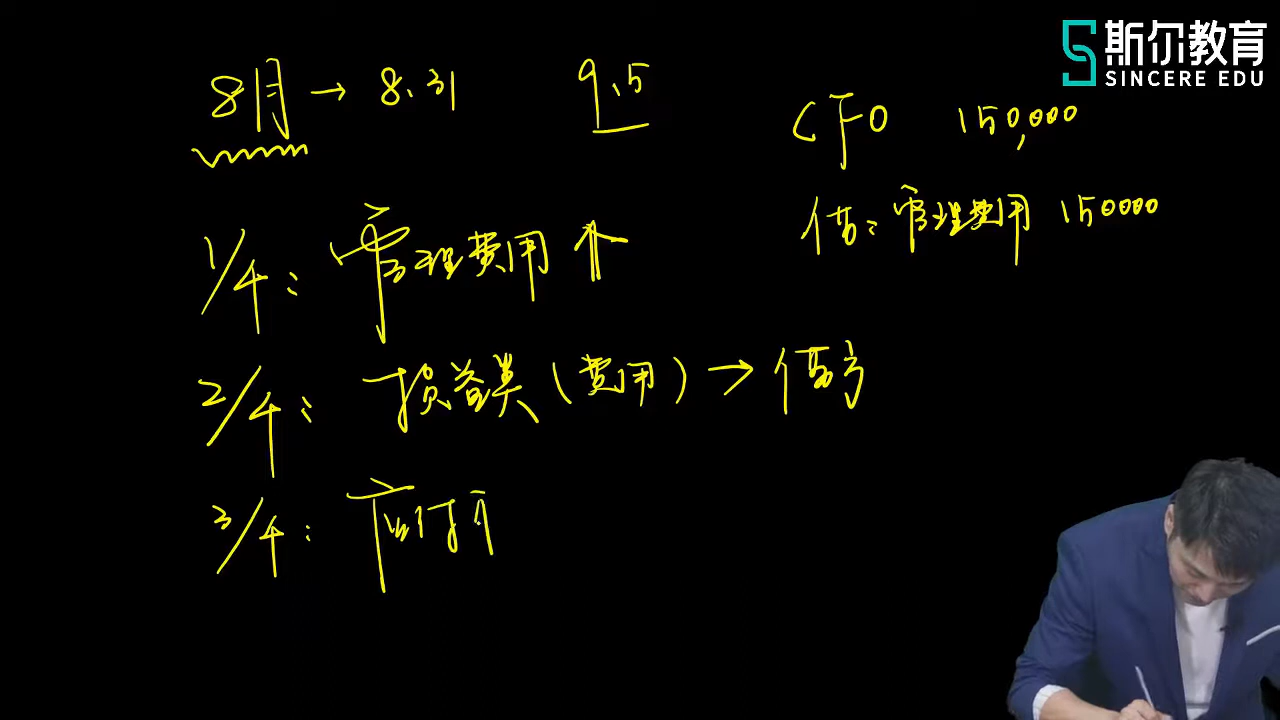 斯尔教育
SINCERE EDU
8月 → 8.31 9.5
CFO 150,000
借: 管理费用 150000
1/4: 管理费用 ↑
2/4: 损益类 (费用) → 借方
3/4: 应付